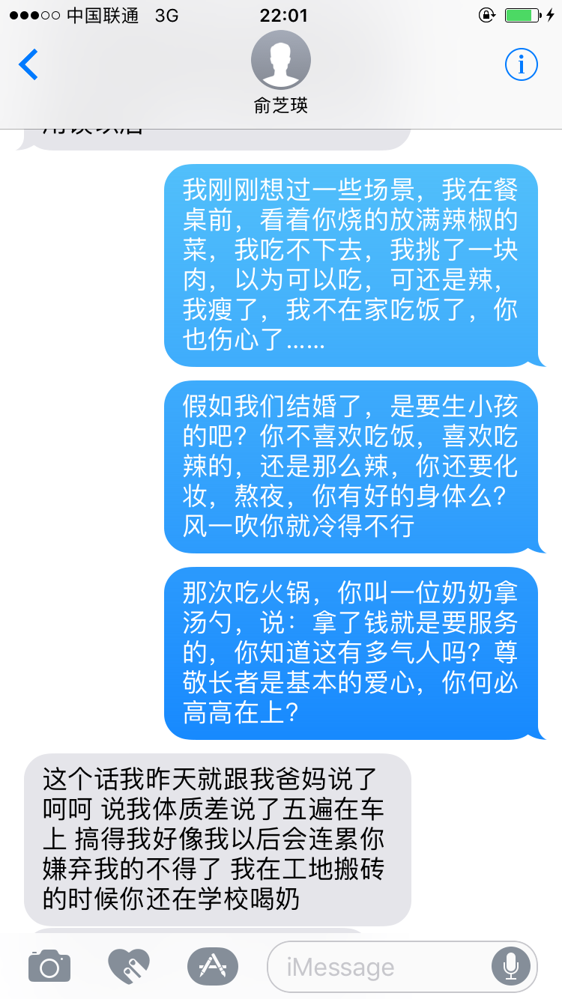 中国联通 3G 22:01
俞芝瑛
我刚刚想过一些场景，我在餐
桌前，看着你烧的放满辣椒的
菜，我吃不下去，我挑了一块
肉，以为可以吃，可还是辣，
我瘦了，我不在家吃饭了，你
也伤心了……
假如我们结婚了，是要生小孩
的吧？你不喜欢吃饭，喜欢吃
辣的，还是那么辣，你还要化
妆，熬夜，你有好的身体么？
风一吹你就冷得不行
那次吃火锅，你叫一位奶奶拿
汤勺，说：拿了钱就是要服务
的，你知道这有多气人吗？尊
敬长者是基本的爱心，你何必
高高在上？
这个话我昨天就跟我爸妈说了
呵呵 说我体质差说了五遍在车
上 搞得我好像我以后会连累你
嫌弃我的不得了 我在工地搬砖
的时候你还在学校喝奶
iMessage